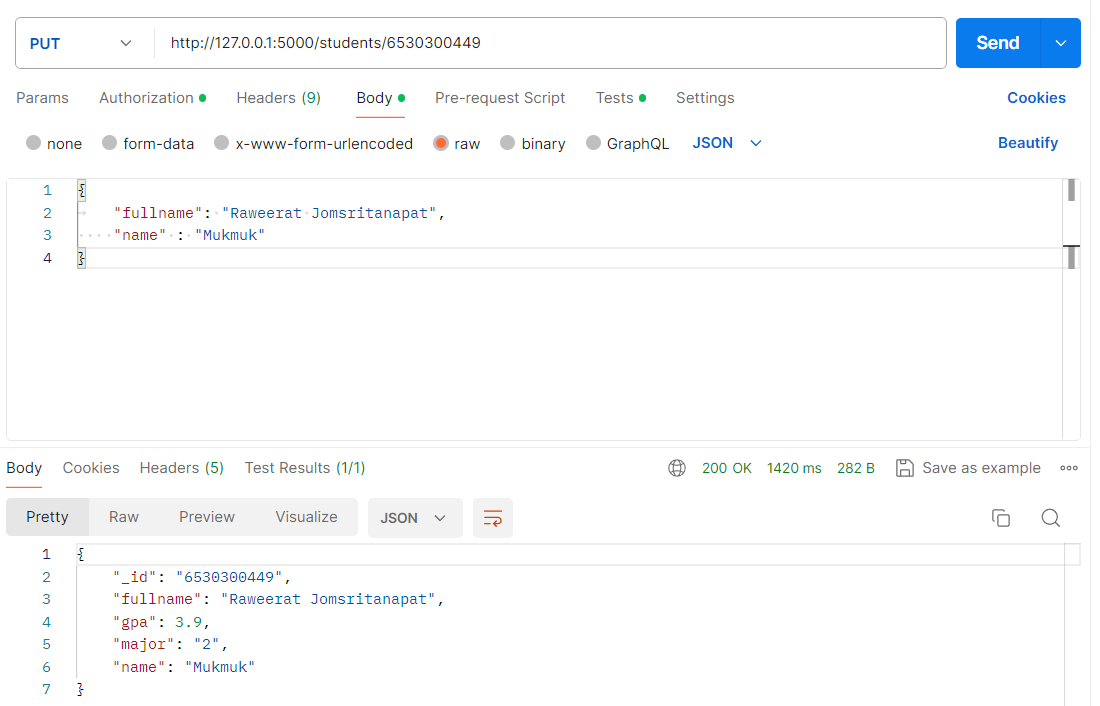 PUT http://127.0.0.1:5000/students/6530300449 Send
Params Authorization Headers (9) Body Pre-request Script Tests Settings Cookies
none form-data x-www-form-urlencoded raw binary GraphQL JSON Beautify
1 {
2 "fullname": "Raweerat Jomsritanapat",
3 "name" : "Mukmuk"
4 }
Body Cookies Headers (5) Test Results (1/1) 200 OK 1420 ms 282 B Save as example
Pretty Raw Preview Visualize JSON
1 {
2 "_id": "6530300449",
3 "fullname": "Raweerat Jomsritanapat",
4 "gpa": 3.9,
5 "major": "2",
6 "name": "Mukmuk"
7 }